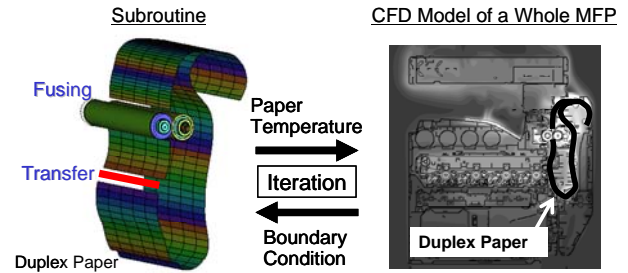 Subroutine
CFD Model of a Whole MFP
Fusing
Transfer
Duplex Paper
Paper
Temperature
Iteration
Boundary
Condition
Duplex Paper